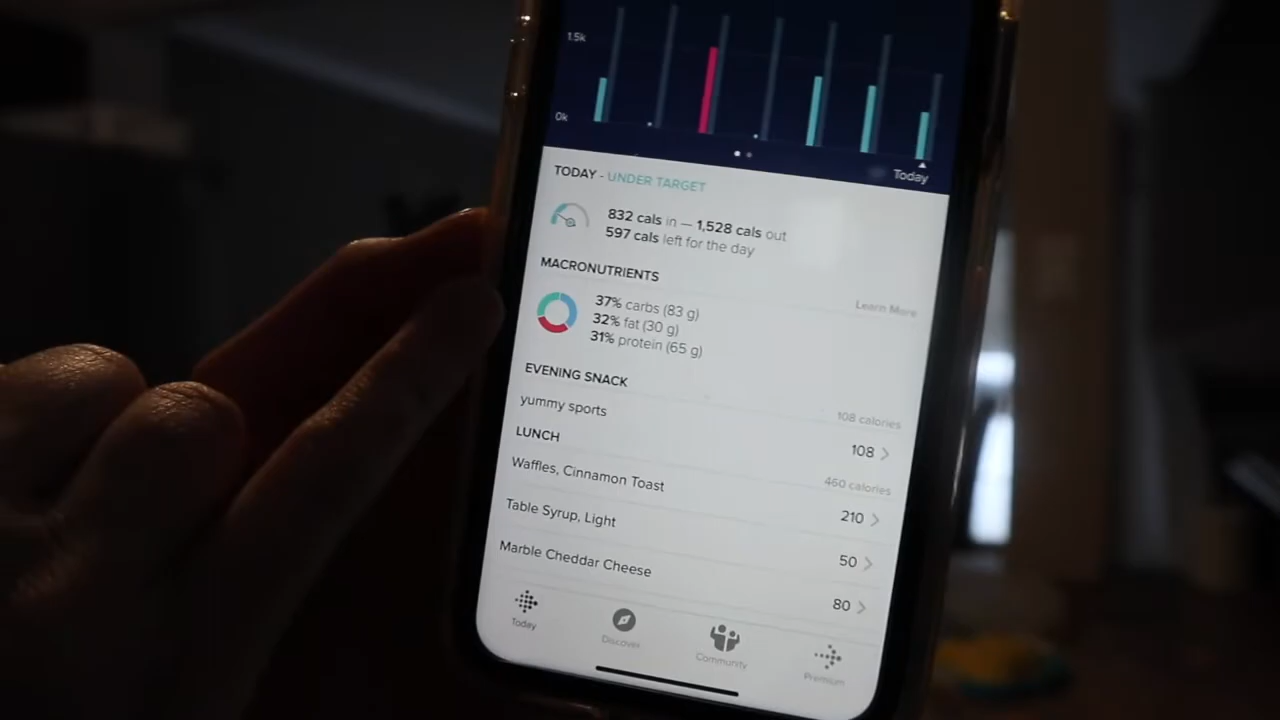 1.5k
0k
Today
TODAY - UNDER TARGET
832 cals in — 1,528 cals out
597 cals left for the day
MACRONUTRIENTS
Learn More
37% carbs (83 g)
32% fat (30 g)
31% protein (65 g)
EVENING SNACK
108 calories
yummy sports
108
LUNCH
460 calories
Waffles, Cinnamon Toast
210
Table Syrup, Light
50
Marble Cheddar Cheese
80
Today
Discover
Community
Premium